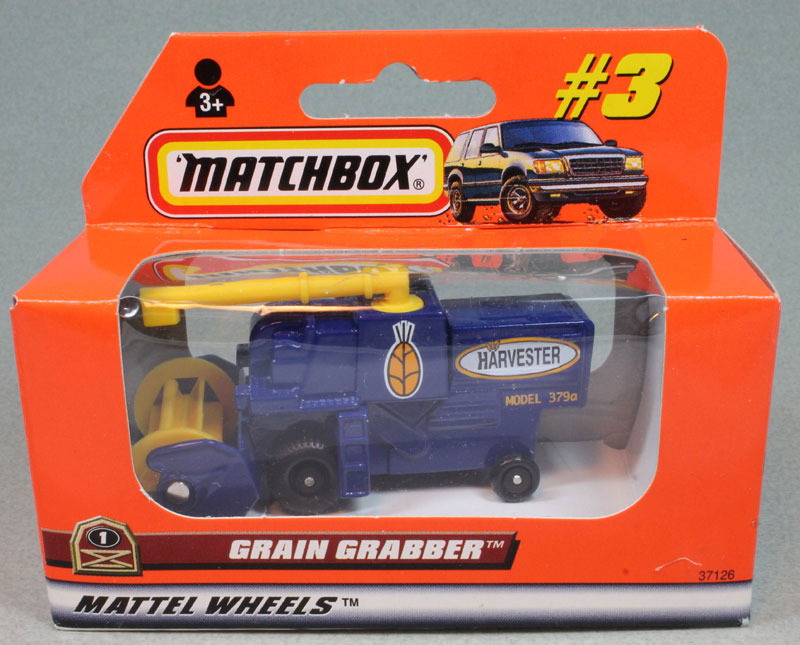 #3
3+
'MATCHBOX'®
HARVESTER
MODEL 379a
1
GRAIN GRABBER™
37126
MATTEL WHEELS™